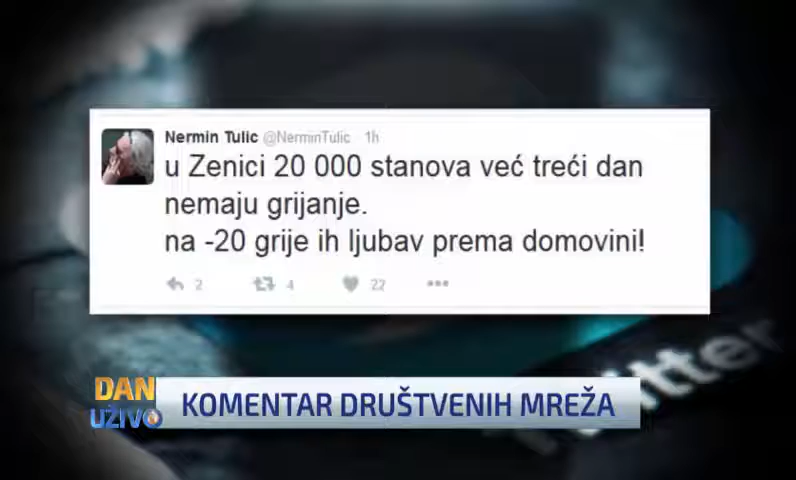 Nermin Tulic @NerminTulic · 1h
u Zenici 20 000 stanova već treći dan
nemaju grijanje.
na -20 grije ih ljubav prema domovini!
2 4 22
DAN
UŽIVO
KOMENTAR DRUŠTVENIH MREŽA